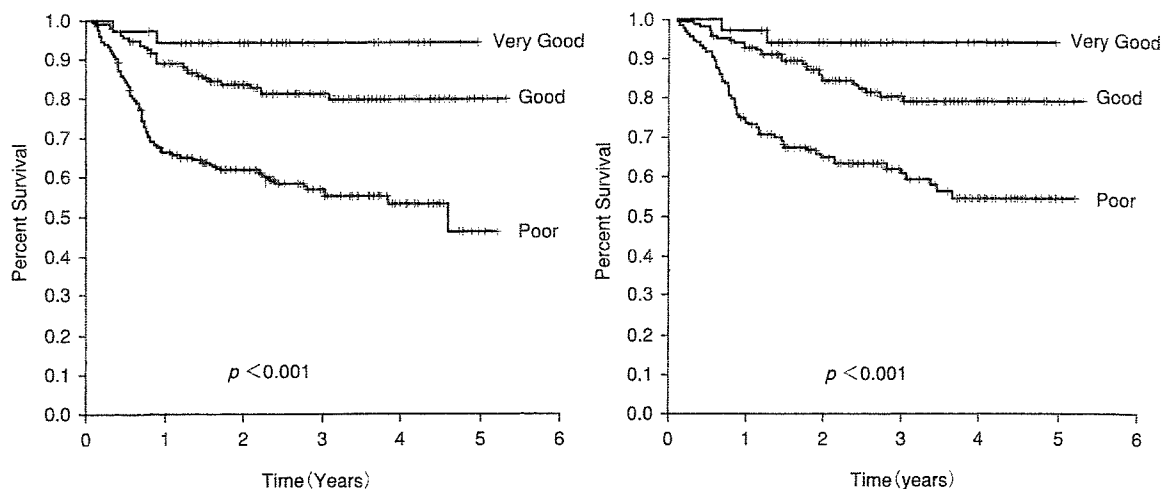 Percent Survival
1.0
0.9
0.8
0.7
0.6
0.5
0.4
0.3
0.2
0.1
0.0
Very Good
Good
Poor
p <0.001
0 1 2 3 4 5 6
Time (Years)
Percent Survival
1.0
0.9
0.8
0.7
0.6
0.5
0.4
0.3
0.2
0.1
0.0
Very Good
Good
Poor
p <0.001
0 1 2 3 4 5 6
Time (years)